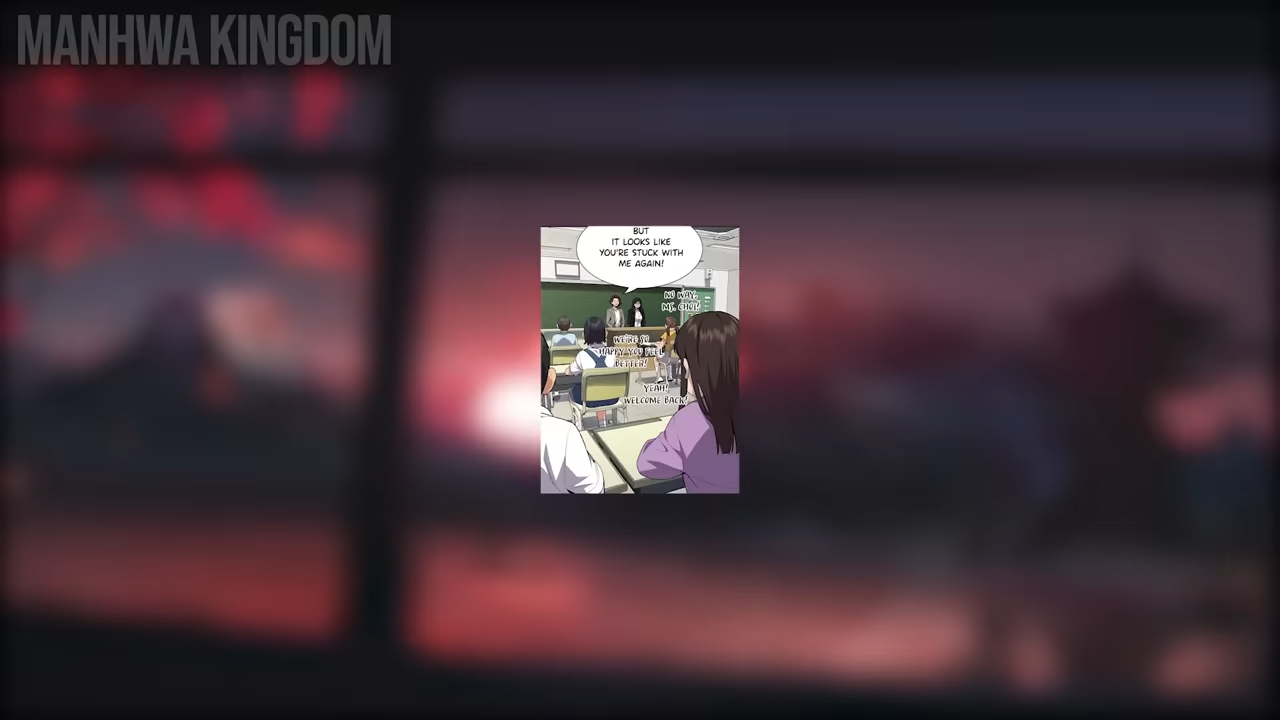 MANHWA KINGDOM
BUT
IT LOOKS LIKE
YOU'RE STUCK WITH
ME AGAIN!
NO WAY,
MS. CHOI!
WE'RE SO
HAPPY YOU FEEL
BETTER!
YEAH!
WELCOME BACK!